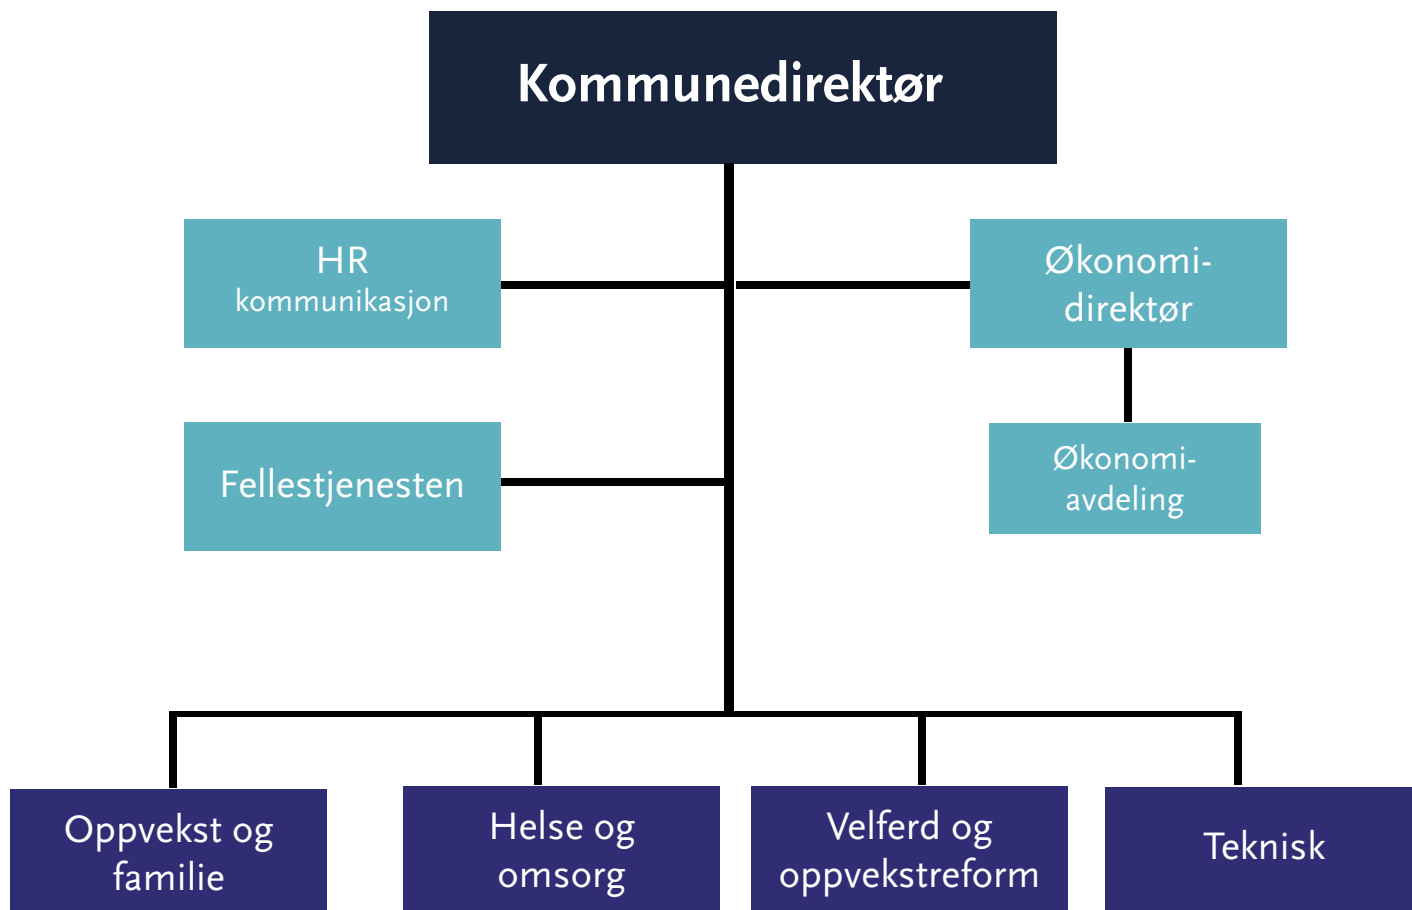 Kommunedirektør
HR
kommunikasjon
Økonomi-
direktør
Fellestjenesten
Økonomi-
avdeling
Oppvekst og
familie
Helse og
omsorg
Velferd og
oppvekstreform
Teknisk